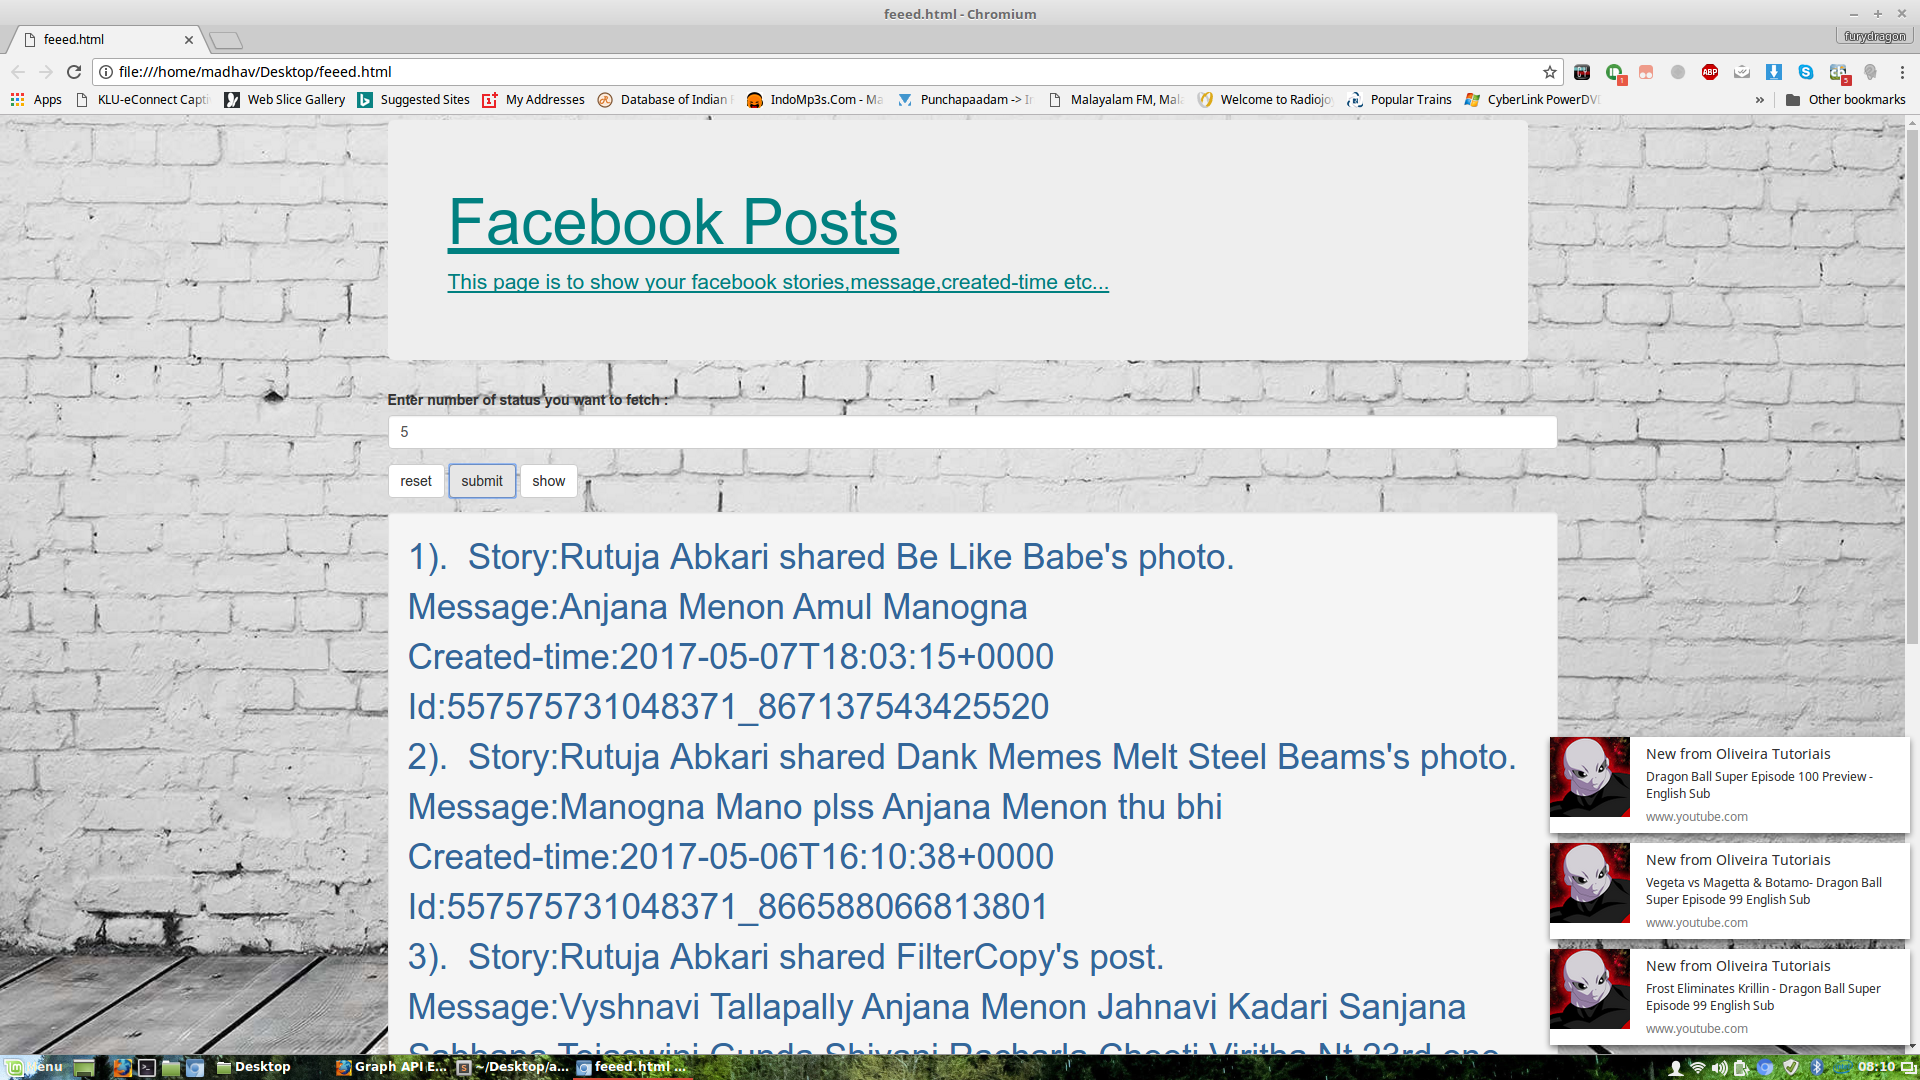 feeed.html - Chromium
feeed.html
furydragon
file:///home/madhav/Desktop/feeed.html
Apps KLU-eConnect Capti Web Slice Gallery Suggested Sites My Addresses Database of Indian IndoMp3s.Com - Ma Punchapaadam -> Malayalam FM, Mal Welcome to Radiojo Popular Trains CyberLink PowerDVD » Other bookmarks
Facebook Posts
This page is to show your facebook stories,message,created-time etc...
Enter number of status you want to fetch :
5
reset submit show
1). Story:Rutuja Abkari shared Be Like Babe's photo.
Message:Anjana Menon Amul Manogna
Created-time:2017-05-07T18:03:15+0000
Id:557575731048371_867137543425520
2). Story:Rutuja Abkari shared Dank Memes Melt Steel Beams's photo.
Message:Manogna Mano plss Anjana Menon thu bhi
Created-time:2017-05-06T16:10:38+0000
Id:557575731048371_866588066813801
3). Story:Rutuja Abkari shared FilterCopy's post.
Message:Vyshnavi Tallapally Anjana Menon Jahnavi Kadari Sanjana
New from Oliveira Tutoriais
Dragon Ball Super Episode 100 Preview -
English Sub
www.youtube.com
New from Oliveira Tutoriais
Vegeta vs Magetta & Botamo- Dragon Ball
Super Episode 99 English Sub
www.youtube.com
New from Oliveira Tutoriais
Frost Eliminates Krillin - Dragon Ball Super
Episode 99 English Sub
www.youtube.com
Menu Desktop Graph API E... ~/Desktop/a... feeed.html ... 08:10